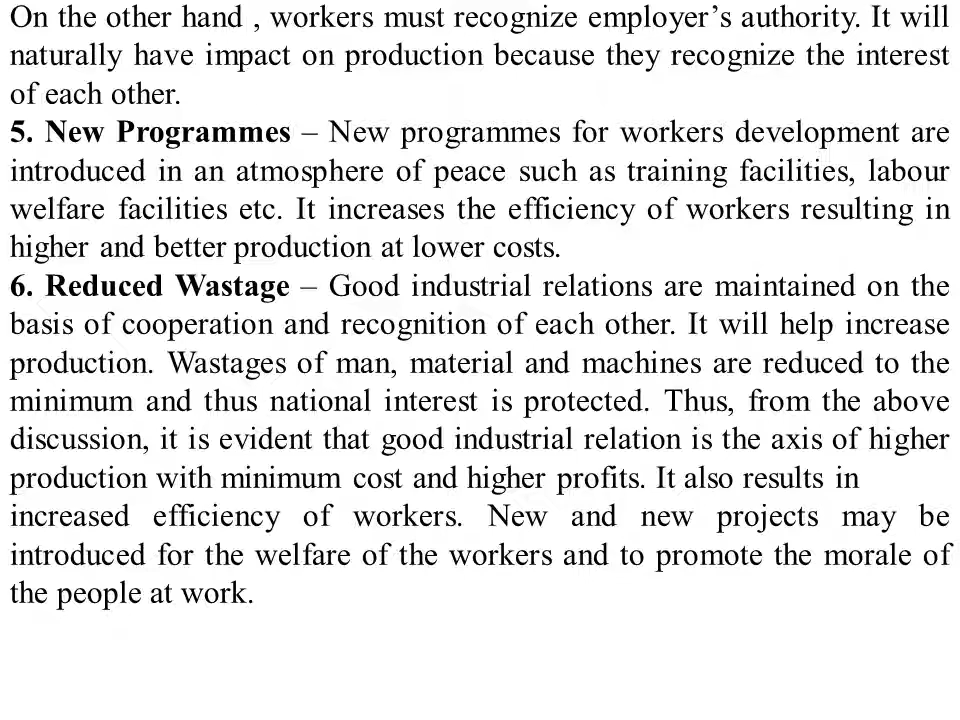 On the other hand , workers must recognize employer’s authority. It will
naturally have impact on production because they recognize the interest
of each other.
5. New Programmes – New programmes for workers development are
introduced in an atmosphere of peace such as training facilities, labour
welfare facilities etc. It increases the efficiency of workers resulting in
higher and better production at lower costs.
6. Reduced Wastage – Good industrial relations are maintained on the
basis of cooperation and recognition of each other. It will help increase
production. Wastages of man, material and machines are reduced to the
minimum and thus national interest is protected. Thus, from the above
discussion, it is evident that good industrial relation is the axis of higher
production with minimum cost and higher profits. It also results in
increased efficiency of workers. New and new projects may be
introduced for the welfare of the workers and to promote the morale of
the people at work.